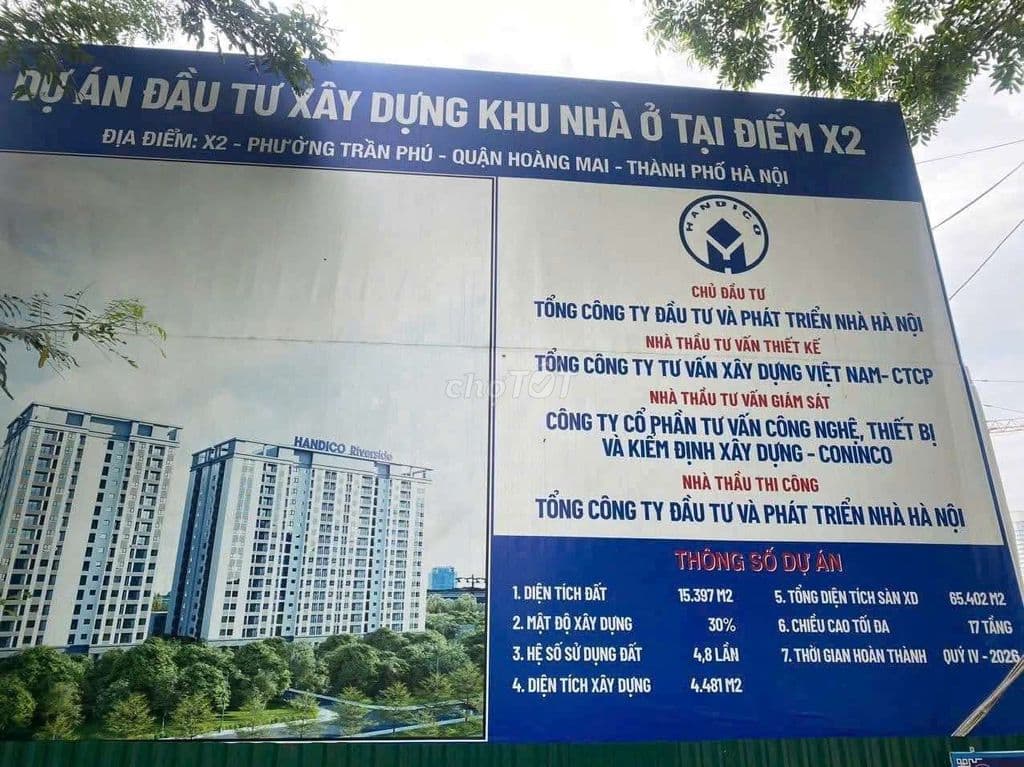 DỰ ÁN ĐẦU TƯ XÂY DỰNG KHU NHÀ Ở TẠI ĐIỂM X2
ĐỊA ĐIỂM: X2 - PHƯỜNG TRẦN PHÚ - QUẬN HOÀNG MAI - THÀNH PHỐ HÀ NỘI
HANDICO
CHỦ ĐẦU TƯ
TỔNG CÔNG TY ĐẦU TƯ VÀ PHÁT TRIỂN NHÀ HÀ NỘI
NHÀ THẦU TƯ VẤN THIẾT KẾ
TỔNG CÔNG TY TƯ VẤN XÂY DỰNG VIỆT NAM- CTCP
NHÀ THẦU TƯ VẤN GIÁM SÁT
CÔNG TY CỔ PHẦN TƯ VẤN CÔNG NGHỆ, THIẾT BỊ
VÀ KIỂM ĐỊNH XÂY DỰNG - CONINCO
NHÀ THẦU THI CÔNG
TỔNG CÔNG TY ĐẦU TƯ VÀ PHÁT TRIỂN NHÀ HÀ NỘI
choTỐT
HANDICO Riverside
THÔNG SỐ DỰ ÁN
1. DIỆN TÍCH ĐẤT 15.397 M2
2. MẬT ĐỘ XÂY DỰNG 30%
3. HỆ SỐ SỬ DỤNG ĐẤT 4,8 LẦN
4. DIỆN TÍCH XÂY DỰNG 4.481 M2
5. TỔNG DIỆN TÍCH SÀN XD 65.402 M2
6. CHIỀU CAO TỐI ĐA 17 TẦNG
7. THỜI GIAN HOÀN THÀNH QUÝ IV - 2026